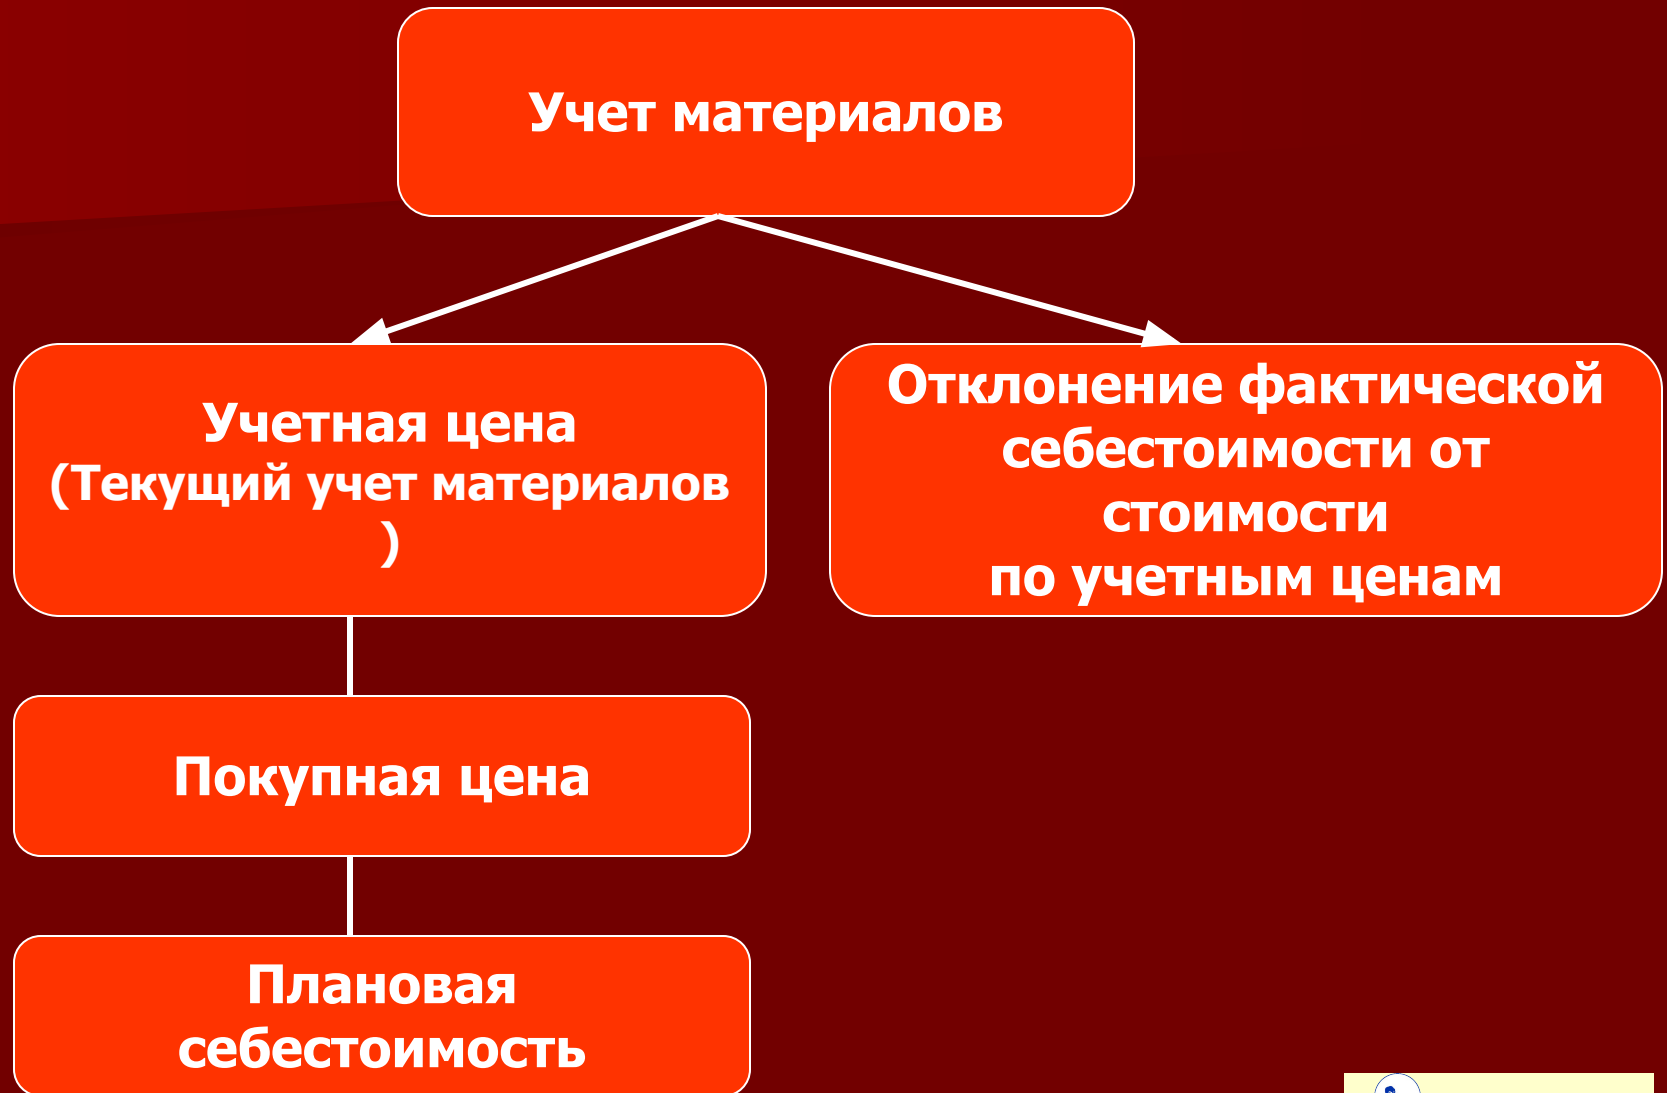 Учет материалов
Учетная цена
(Текущий учет материалов
)
Отклонение фактической
себестоимости от
стоимости
по учетным ценам
Покупная цена
Плановая
себестоимость